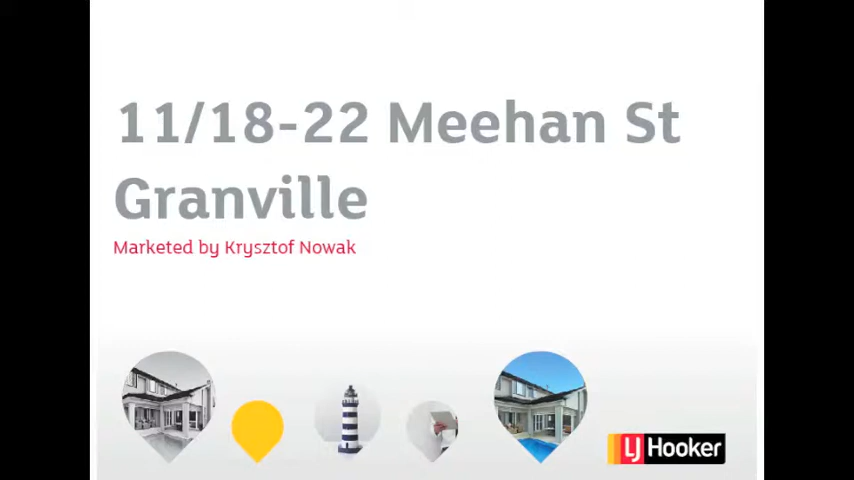 11/18-22 Meehan St
Granville
Marketed by Krysztof Nowak
LJ Hooker